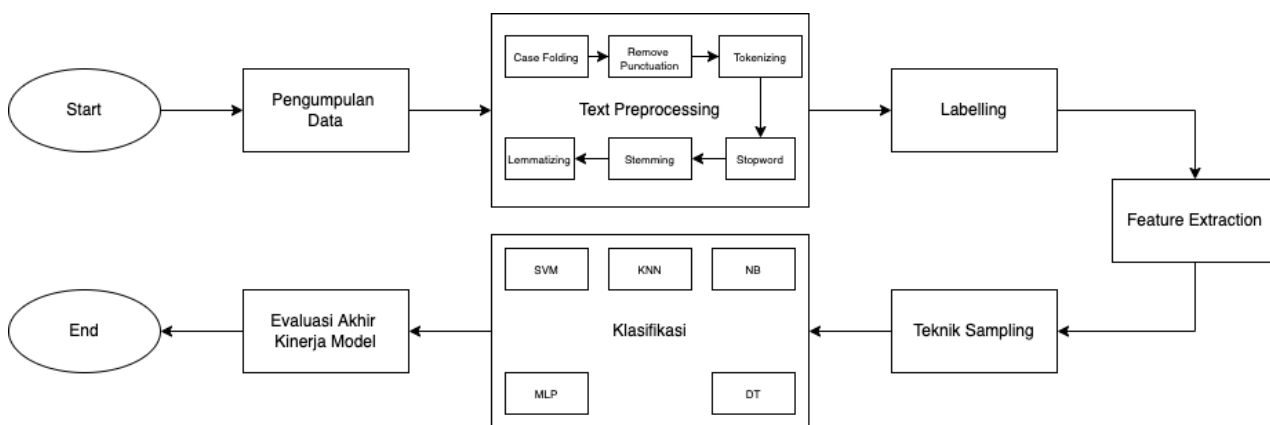 Start
Pengumpulan
Data
Case Folding
Remove
Punctuation
Tokenizing
Text Preprocessing
Lemmatizing
Stemming
Stopword
Labelling
Feature Extraction
Teknik Sampling
SVM
KNN
NB
Klasifikasi
MLP
DT
Evaluasi Akhir
Kinerja Model
End